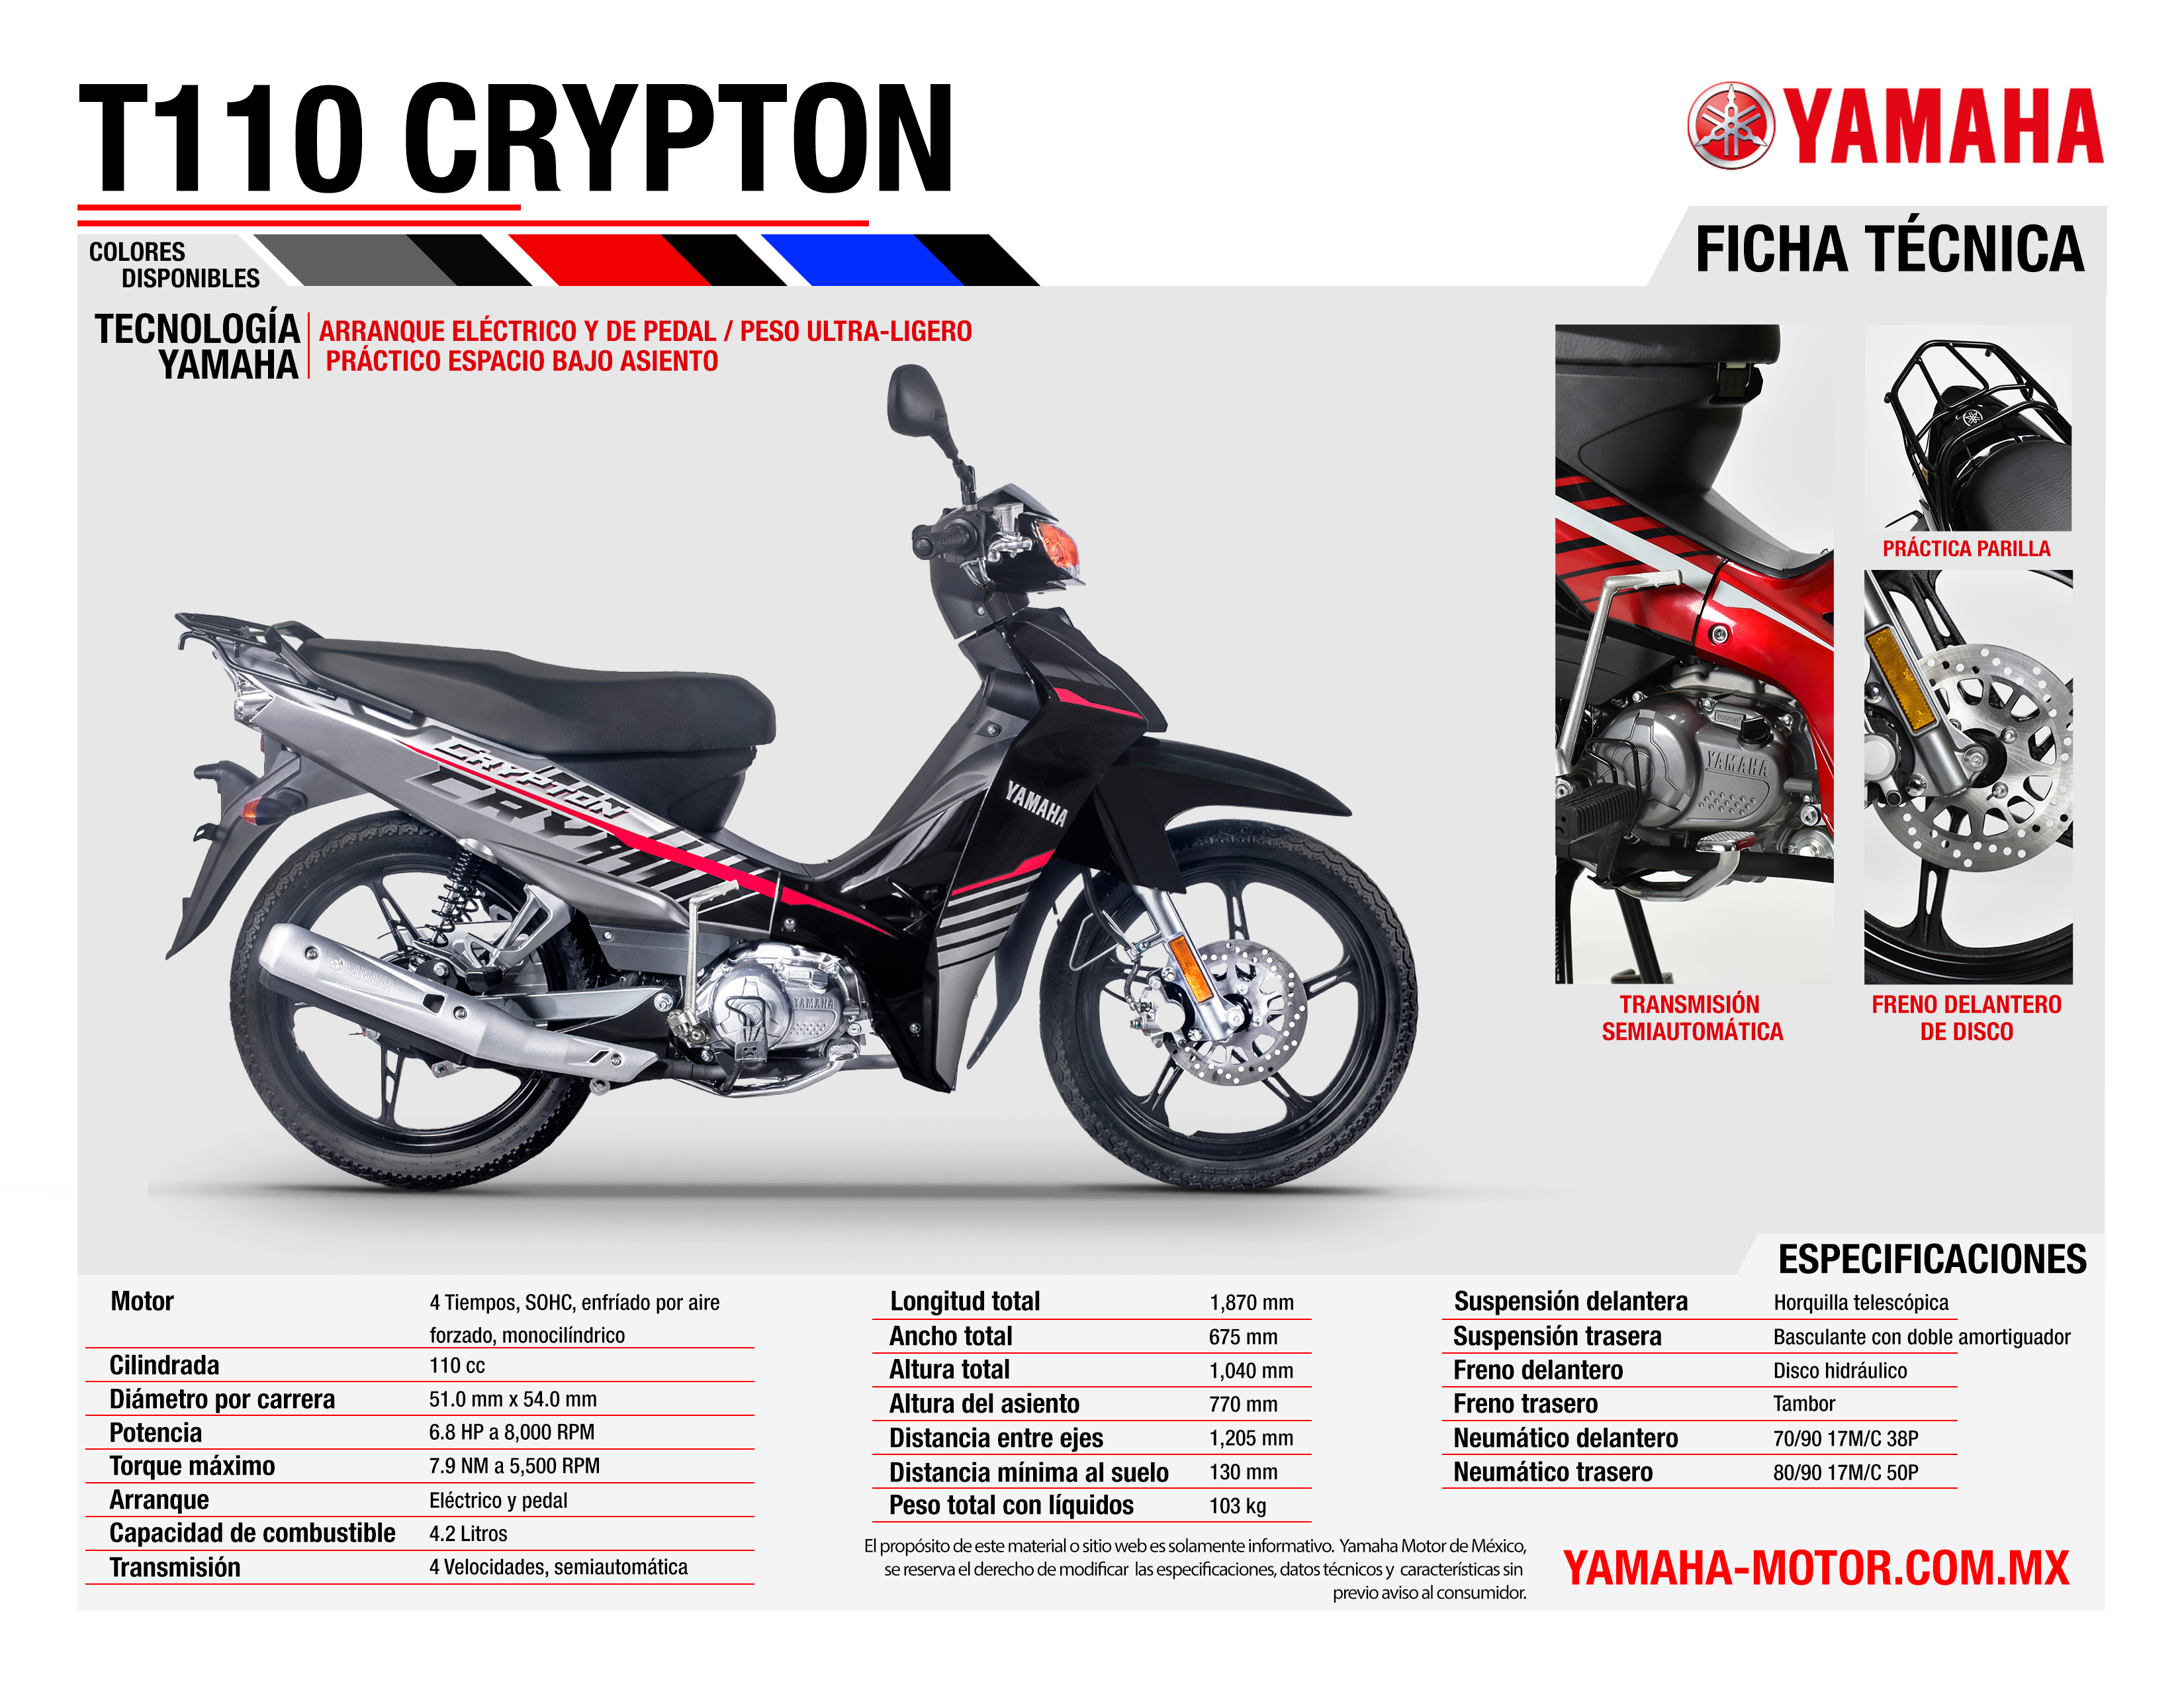 T110 CRYPTON
YAMAHA
COLORES
DISPONIBLES
FICHA TÉCNICA
TECNOLOGÍA
YAMAHA
ARRANQUE ELÉCTRICO Y DE PEDAL / PESO ULTRA-LIGERO
PRÁCTICO ESPACIO BAJO ASIENTO
PRÁCTICA PARILLA
CRYPTON
YAMAHA
YAMAHA
YAMAHA
YAMAHA
TRANSMISIÓN
SEMIAUTOMÁTICA
FRENO DELANTERO
DE DISCO
ESPECIFICACIONES
Motor 4 Tiempos, SOHC, enfríado por aire
forzado, monocilíndrico
Cilindrada 110 cc
Diámetro por carrera 51.0 mm x 54.0 mm
Potencia 6.8 HP a 8,000 RPM
Torque máximo 7.9 NM a 5,500 RPM
Arranque Eléctrico y pedal
Capacidad de combustible 4.2 Litros
Transmisión 4 Velocidades, semiautomática
Longitud total 1,870 mm
Ancho total 675 mm
Altura total 1,040 mm
Altura del asiento 770 mm
Distancia entre ejes 1,205 mm
Distancia mínima al suelo 130 mm
Peso total con líquidos 103 kg
Suspensión delantera Horquilla telescópica
Suspensión trasera Basculante con doble amortiguador
Freno delantero Disco hidráulico
Freno trasero Tambor
Neumático delantero 70/90 17M/C 38P
Neumático trasero 80/90 17M/C 50P
El propósito de este material o sitio web es solamente informativo. Yamaha Motor de México,
se reserva el derecho de modificar las especificaciones, datos técnicos y características sin
previo aviso al consumidor.
YAMAHA-MOTOR.COM.MX